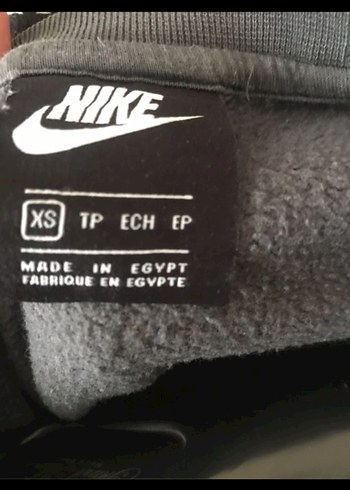 NIKE
XS TP ECH EP
MADE IN EGYPT
FABRIQUE EN EGYPTE